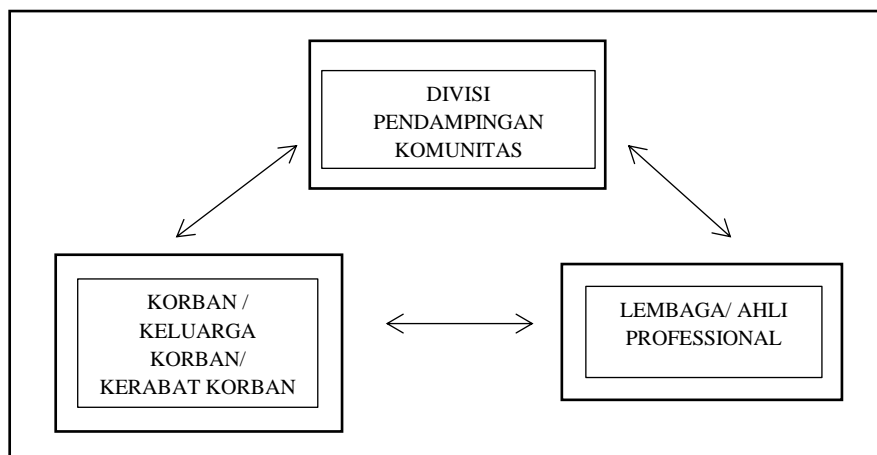 DIVISI
PENDAMPINGAN
KOMUNITAS
KORBAN /
KELUARGA
KORBAN/
KERABAT KORBAN
LEMBAGA/ AHLI
PROFESSIONAL